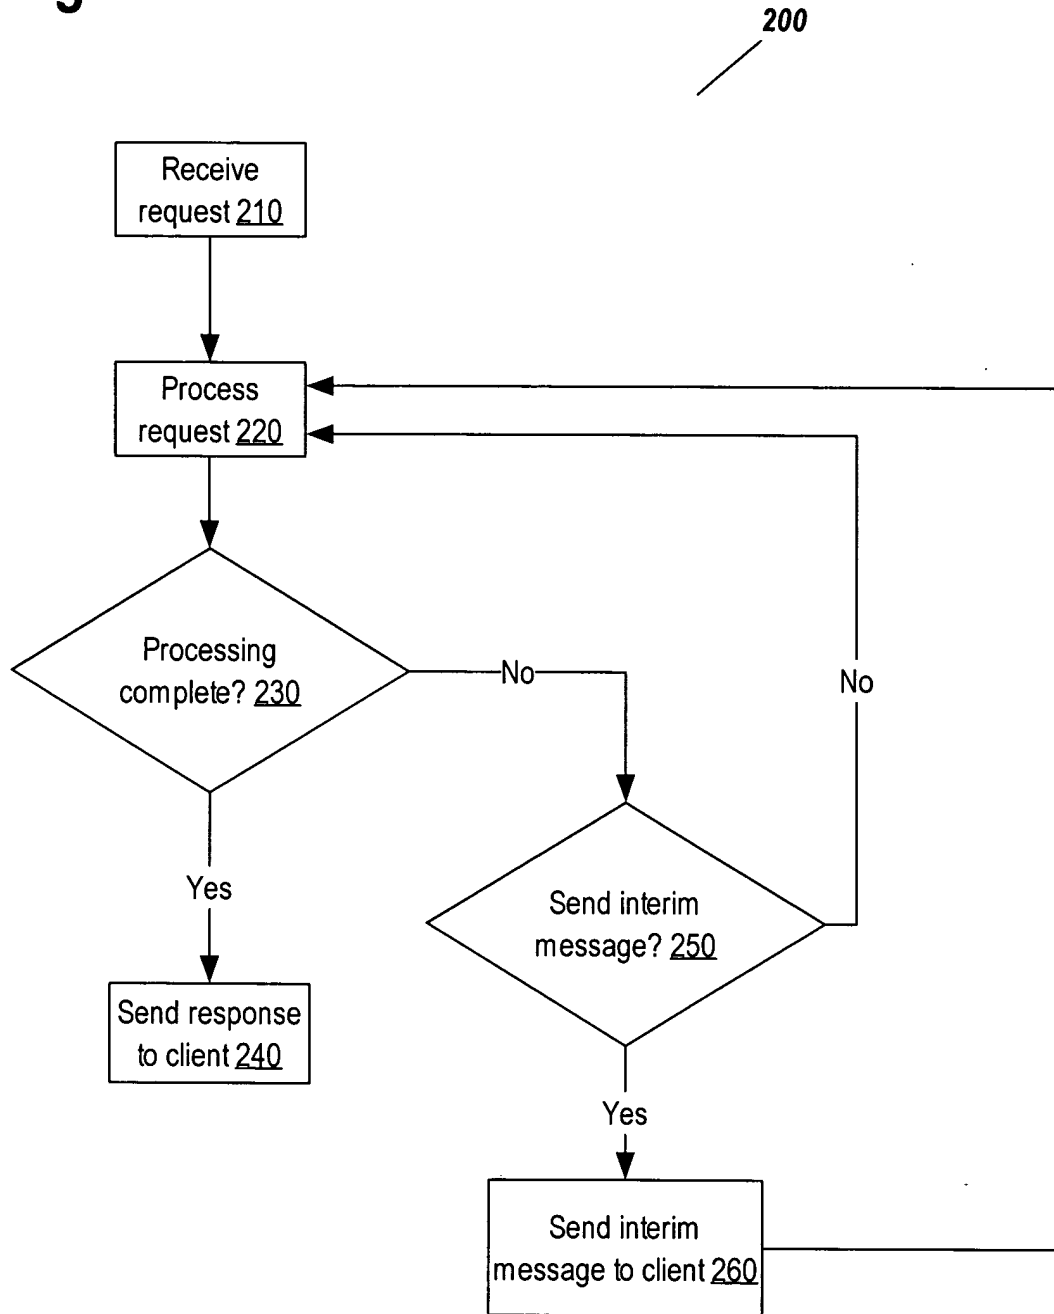 200
Receive
request 210
Process
request 220
Processing
complete? 230
No
No
Yes
Send interim
message? 250
Send response
to client 240
Yes
Send interim
message to client 260